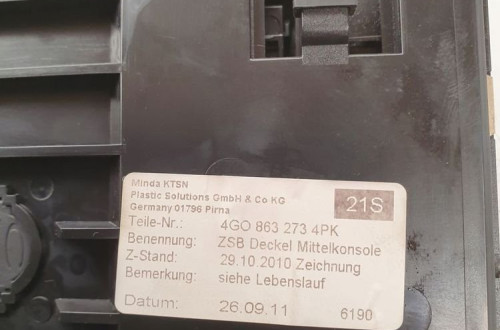 Minda KTSN
Plastic Solutions GmbH & Co KG
Germany 01796 Pirna
21S
Teile-Nr.: 4GO 863 273 4PK
Benennung: ZSB Deckel Mittelkonsole
Z-Stand: 29.10.2010 Zeichnung
Bemerkung: siehe Lebenslauf
Datum: 26.09.11 6190